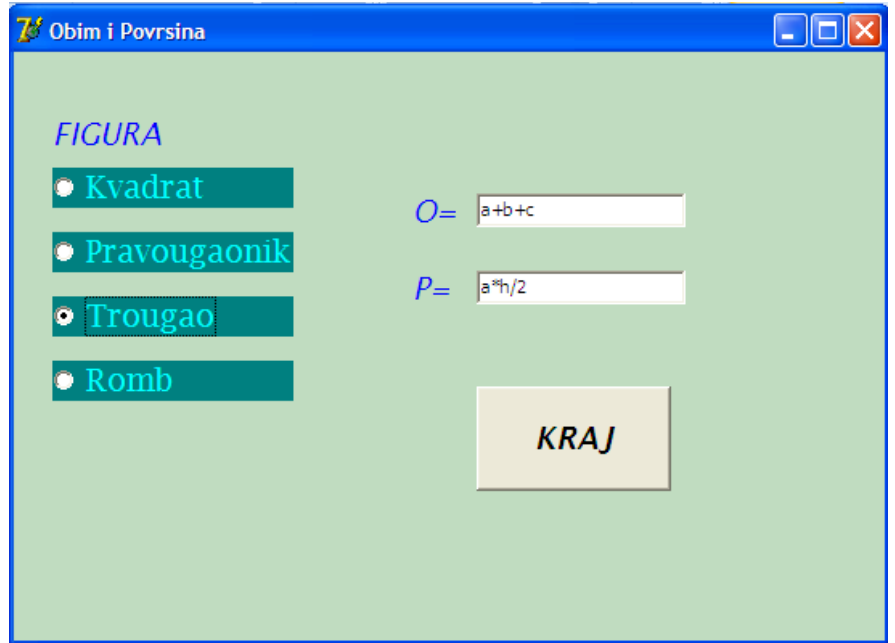 Obim i Povrsina
FIGURA
Kvadrat
Pravougaonik
Trougao
Romb
O= a+b+c
P= a*h/2
KRAJ